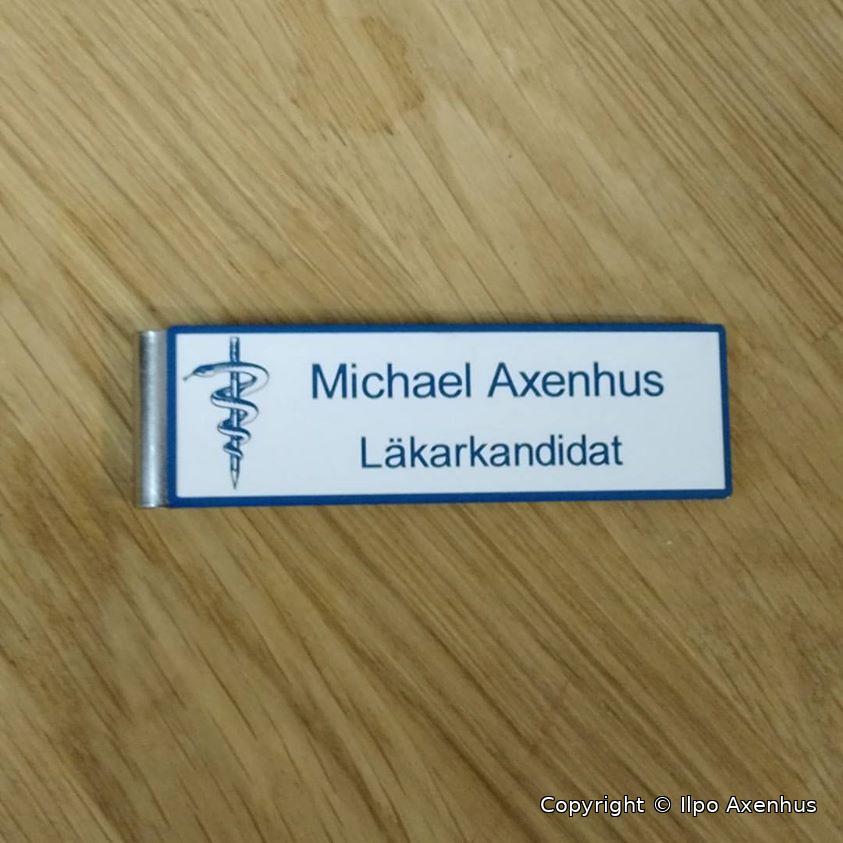 Michael Axenhus
Läkarkandidat
Copyright © Ilpo Axenhus